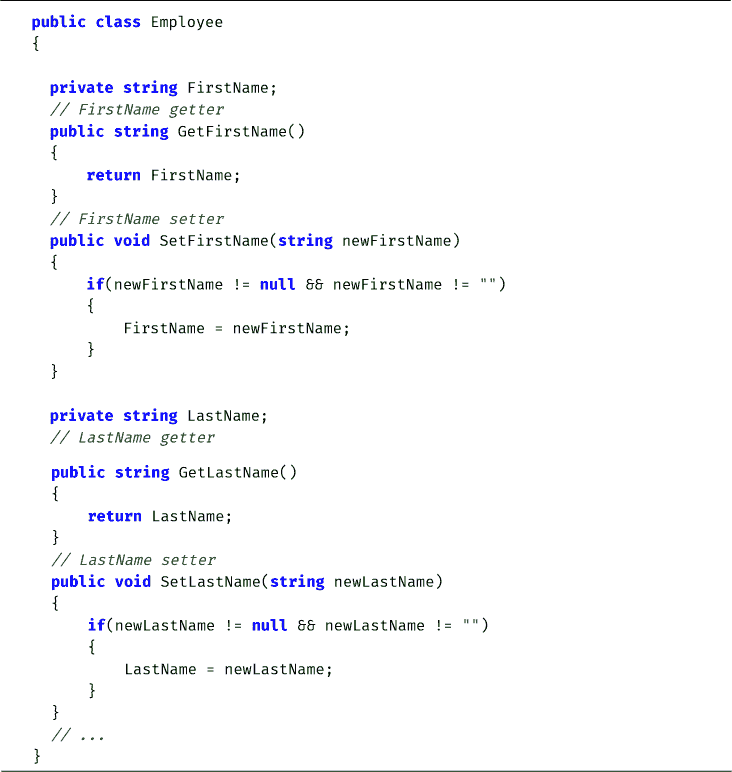 public class Employee
{
private string FirstName;
// FirstName getter
public string GetFirstName()
{
return FirstName;
}
// FirstName setter
public void SetFirstName(string newFirstName)
{
if(newFirstName != null && newFirstName != "")
{
FirstName = newFirstName;
}
}
private string LastName;
// LastName getter
public string GetLastName()
{
return LastName;
}
// LastName setter
public void SetLastName(string newLastName)
{
if(newLastName != null && newLastName != "")
{
LastName = newLastName;
}
}
// ...
}